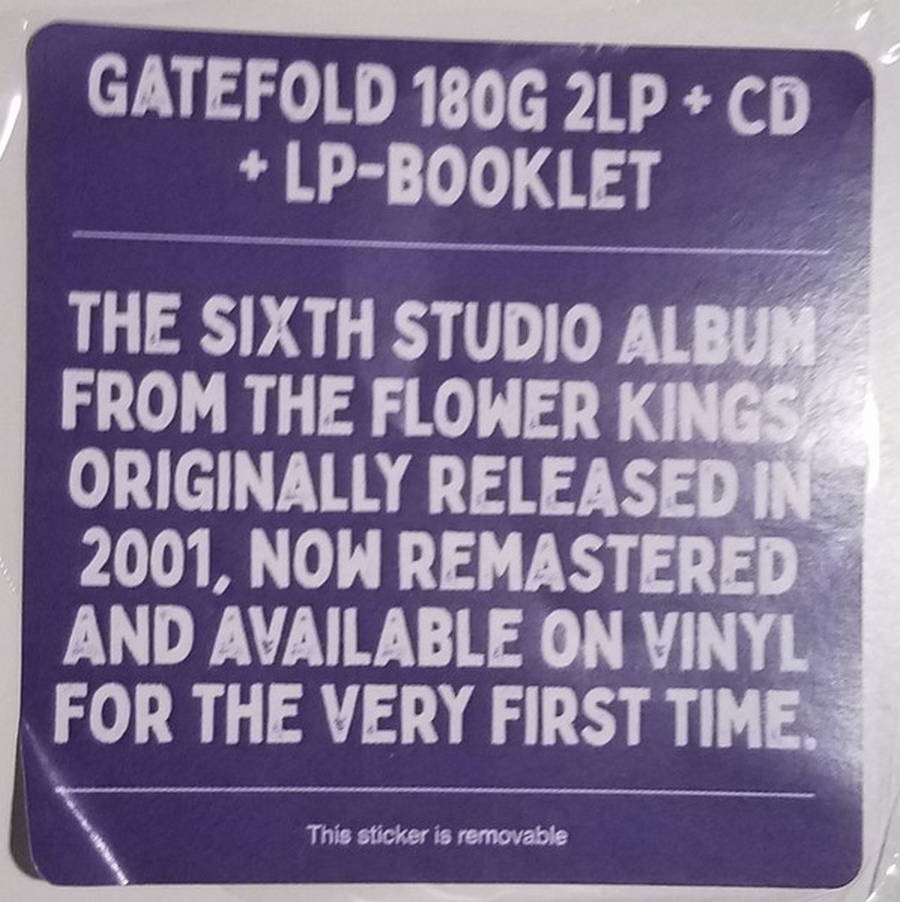 GATEFOLD 180G 2LP + CD
+ LP-BOOKLET
THE SIXTH STUDIO ALBUM
FROM THE FLOWER KINGS
ORIGINALLY RELEASED IN
2001, NOW REMASTERED
AND AVAILABLE ON VINYL
FOR THE VERY FIRST TIME.
This sticker is removable